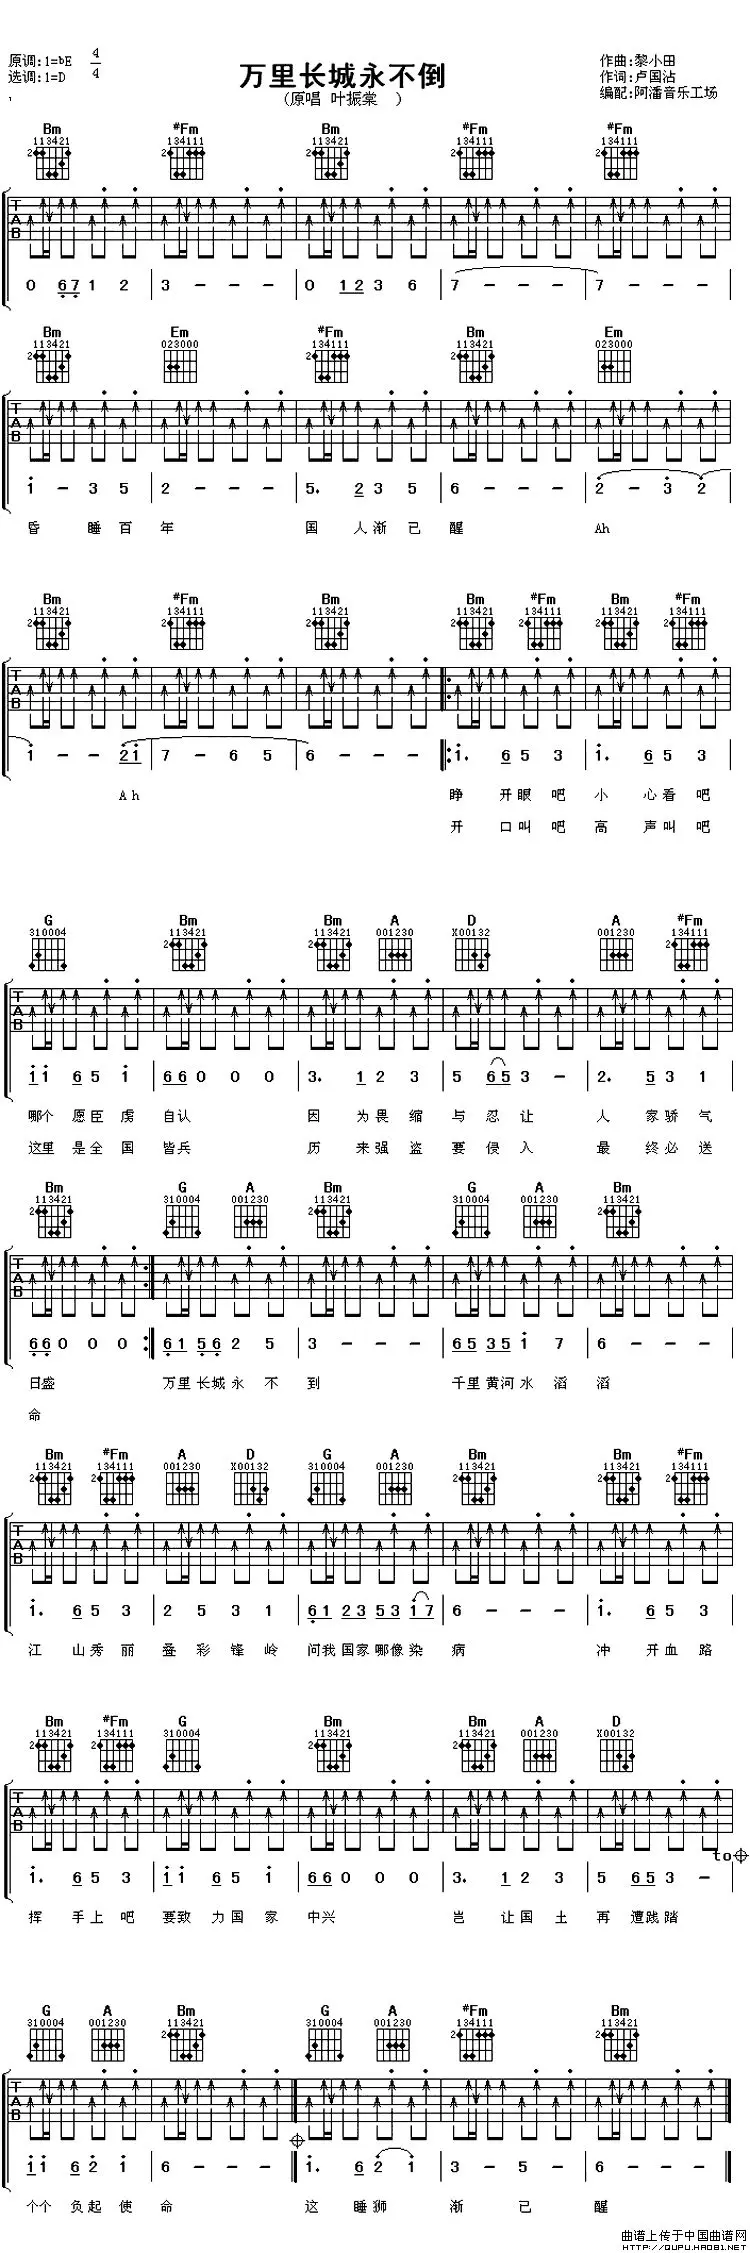 原调:1=bE 4/4
选调:1=D
万里长城永不倒
(原唱 叶振棠 )
作曲:黎小田
作词:卢国沾
编配:阿潘音乐工场
Bm #Fm Bm #Fm #Fm
113421 134111 113421 134111 134111
T A B
0 6 7 1 2 3 - - - 0 1 2 3 6 7 - - - 7 - - -
Bm Em #Fm Bm Em
113421 023000 134111 113421 023000
T A B
1 - 3 5 2 - - - 5. 2 3 5 6 - - - 2 - 3 2
昏 睡 百 年 国 人 渐 已 醒 Ah
Bm #Fm Bm Bm #Fm Bm #Fm
113421 134111 113421 113421 134111 113421 134111
T A B
1 - - 2 1 7 - 6 5 6 - - - 1. 6 5 3 1. 6 5 3
Ah 睁 开 眼 吧 小 心 看 吧
开 口 叫 吧 高 声 叫 吧
G Bm Bm A D A #Fm
310004 113421 113421 001230 X00132 001230 134111
T A B
1 1 6 5 1 6 6 0 0 0 3. 1 2 3 5 6 5 3 - 2. 5 3 1
哪个 愿 臣 虏 自认 因 为 畏 缩 与 忍 让 人 家 骄 气
这里 是 全 国 皆兵 历 来 强 盗 要 侵 入 最 终 必 送
Bm G A Bm G A Bm
113421 310004 001230 113421 310004 001230 113421
T A B
6 6 0 0 0 6 1 5 6 2 5 3 - - - 6 5 3 5 1 7 6 - - -
日盛 万里 长城 永 不 到 千里 黄河 水 滔 滔
命
Bm #Fm A D G A Bm Bm #Fm
113421 134111 001230 X00132 310004 001230 113421 113421 134111
T A B
1. 6 5 3 2 5 3 1 6 1 2 3 5 3 1 7 6 - - - 1. 6 5 3
江 山 秀 丽 叠 彩 锋 岭 问我 国家 哪像 染 病 冲 开 血 路
Bm #Fm G Bm Bm A D
113421 134111 310004 113421 113421 001230 X00132
T A B
to
1. 6 5 3 1 1 6 5 1 6 6 0 0 0 3. 1 2 3 5 6 5 3 -
挥 手 上 吧 要致 力 国 家 中兴 岂 让 国 土 再 遭 践 踏
G A Bm G A #Fm Bm
310004 001230 113421 310004 001230 134111 113421
T A B
1 1 6 2 1 6 - - - 1. 6 2 1 3 - 5 - 6 - - -
个个 负 起 使 命 这 睡 狮 渐 已 醒
曲谱上传于中国曲谱网
HTTP://QUPU.HAO81.NET